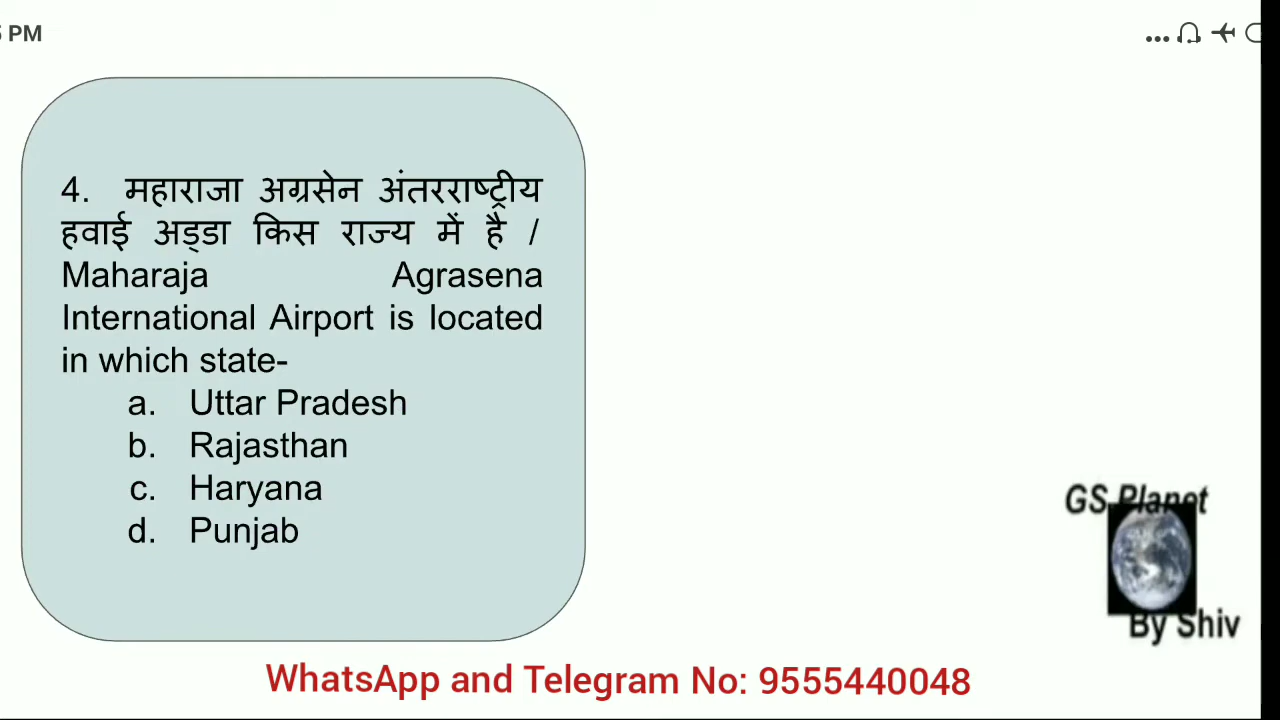 5 PM
4. महाराजा अग्रसेन अंतरराष्ट्रीय
हवाई अड्डा किस राज्य में है /
Maharaja Agrasena
International Airport is located
in which state-
a. Uttar Pradesh
b. Rajasthan
c. Haryana
d. Punjab
GS Planet
By Shiv
WhatsApp and Telegram No: 9555440048